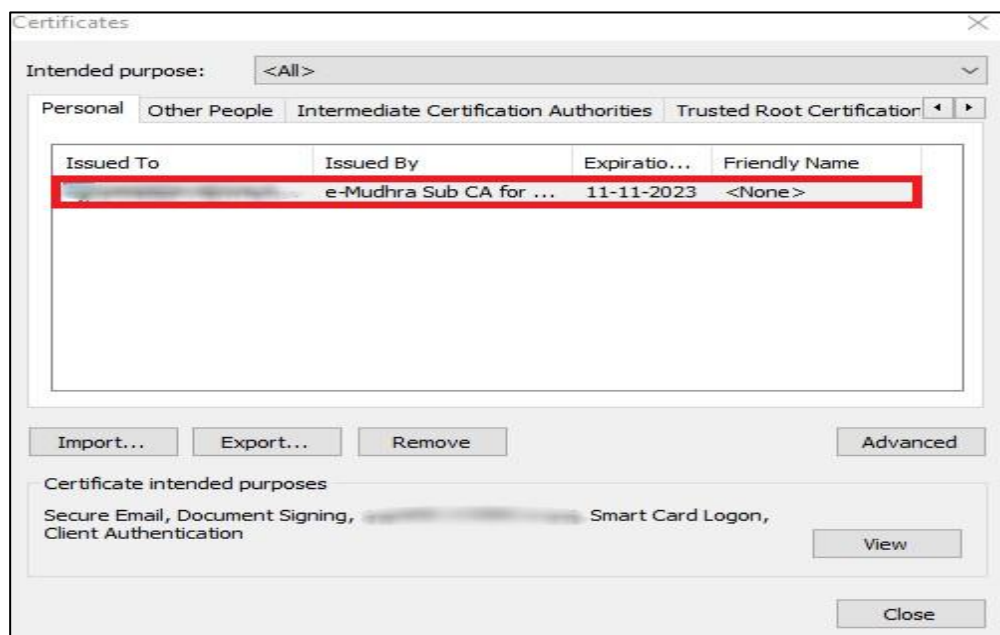 Certificates
Intended purpose: <All>
Personal Other People Intermediate Certification Authorities Trusted Root Certification
Issued To Issued By Expiratio... Friendly Name
e-Mudhra Sub CA for ... 11-11-2023 <None>
Import... Export... Remove Advanced
Certificate intended purposes
Secure Email, Document Signing, Smart Card Logon,
Client Authentication
View
Close